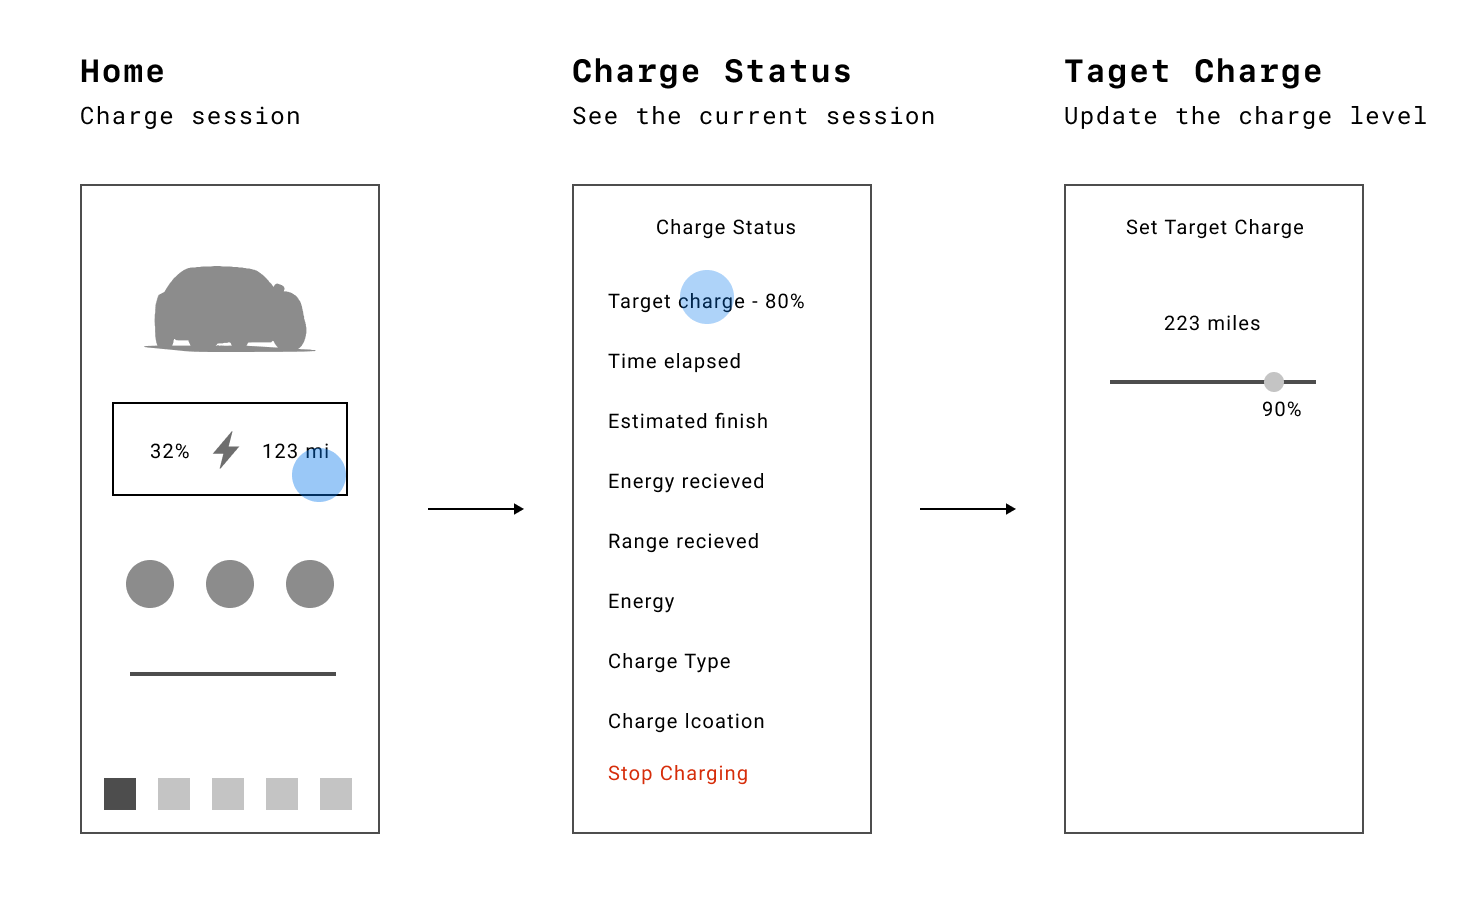 Home
Charge session
32%
123 mi
Charge Status
See the current session
Charge Status
Target charge - 80%
Time elapsed
Estimated finish
Energy recieved
Range recieved
Energy
Charge Type
Charge lcoation
Stop Charging
Taget Charge
Update the charge level
Set Target Charge
223 miles
90%